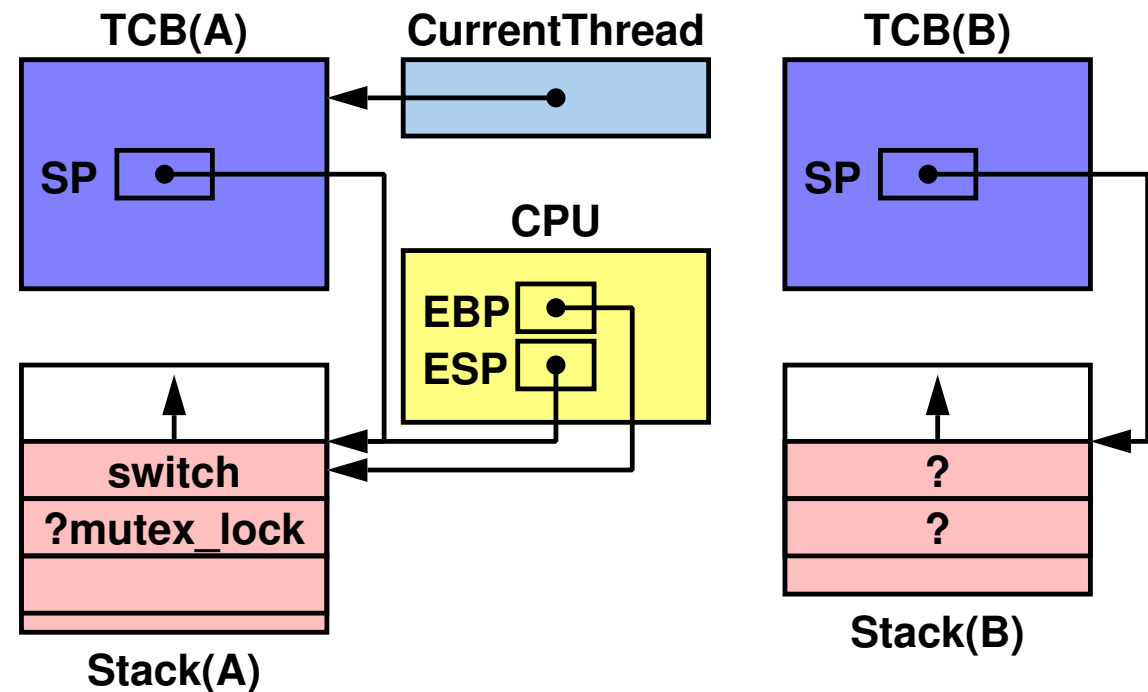 TCB(A)
CurrentThread
TCB(B)
SP
SP
CPU
EBP
ESP
switch
?mutex_lock
?
?
Stack(A)
Stack(B)